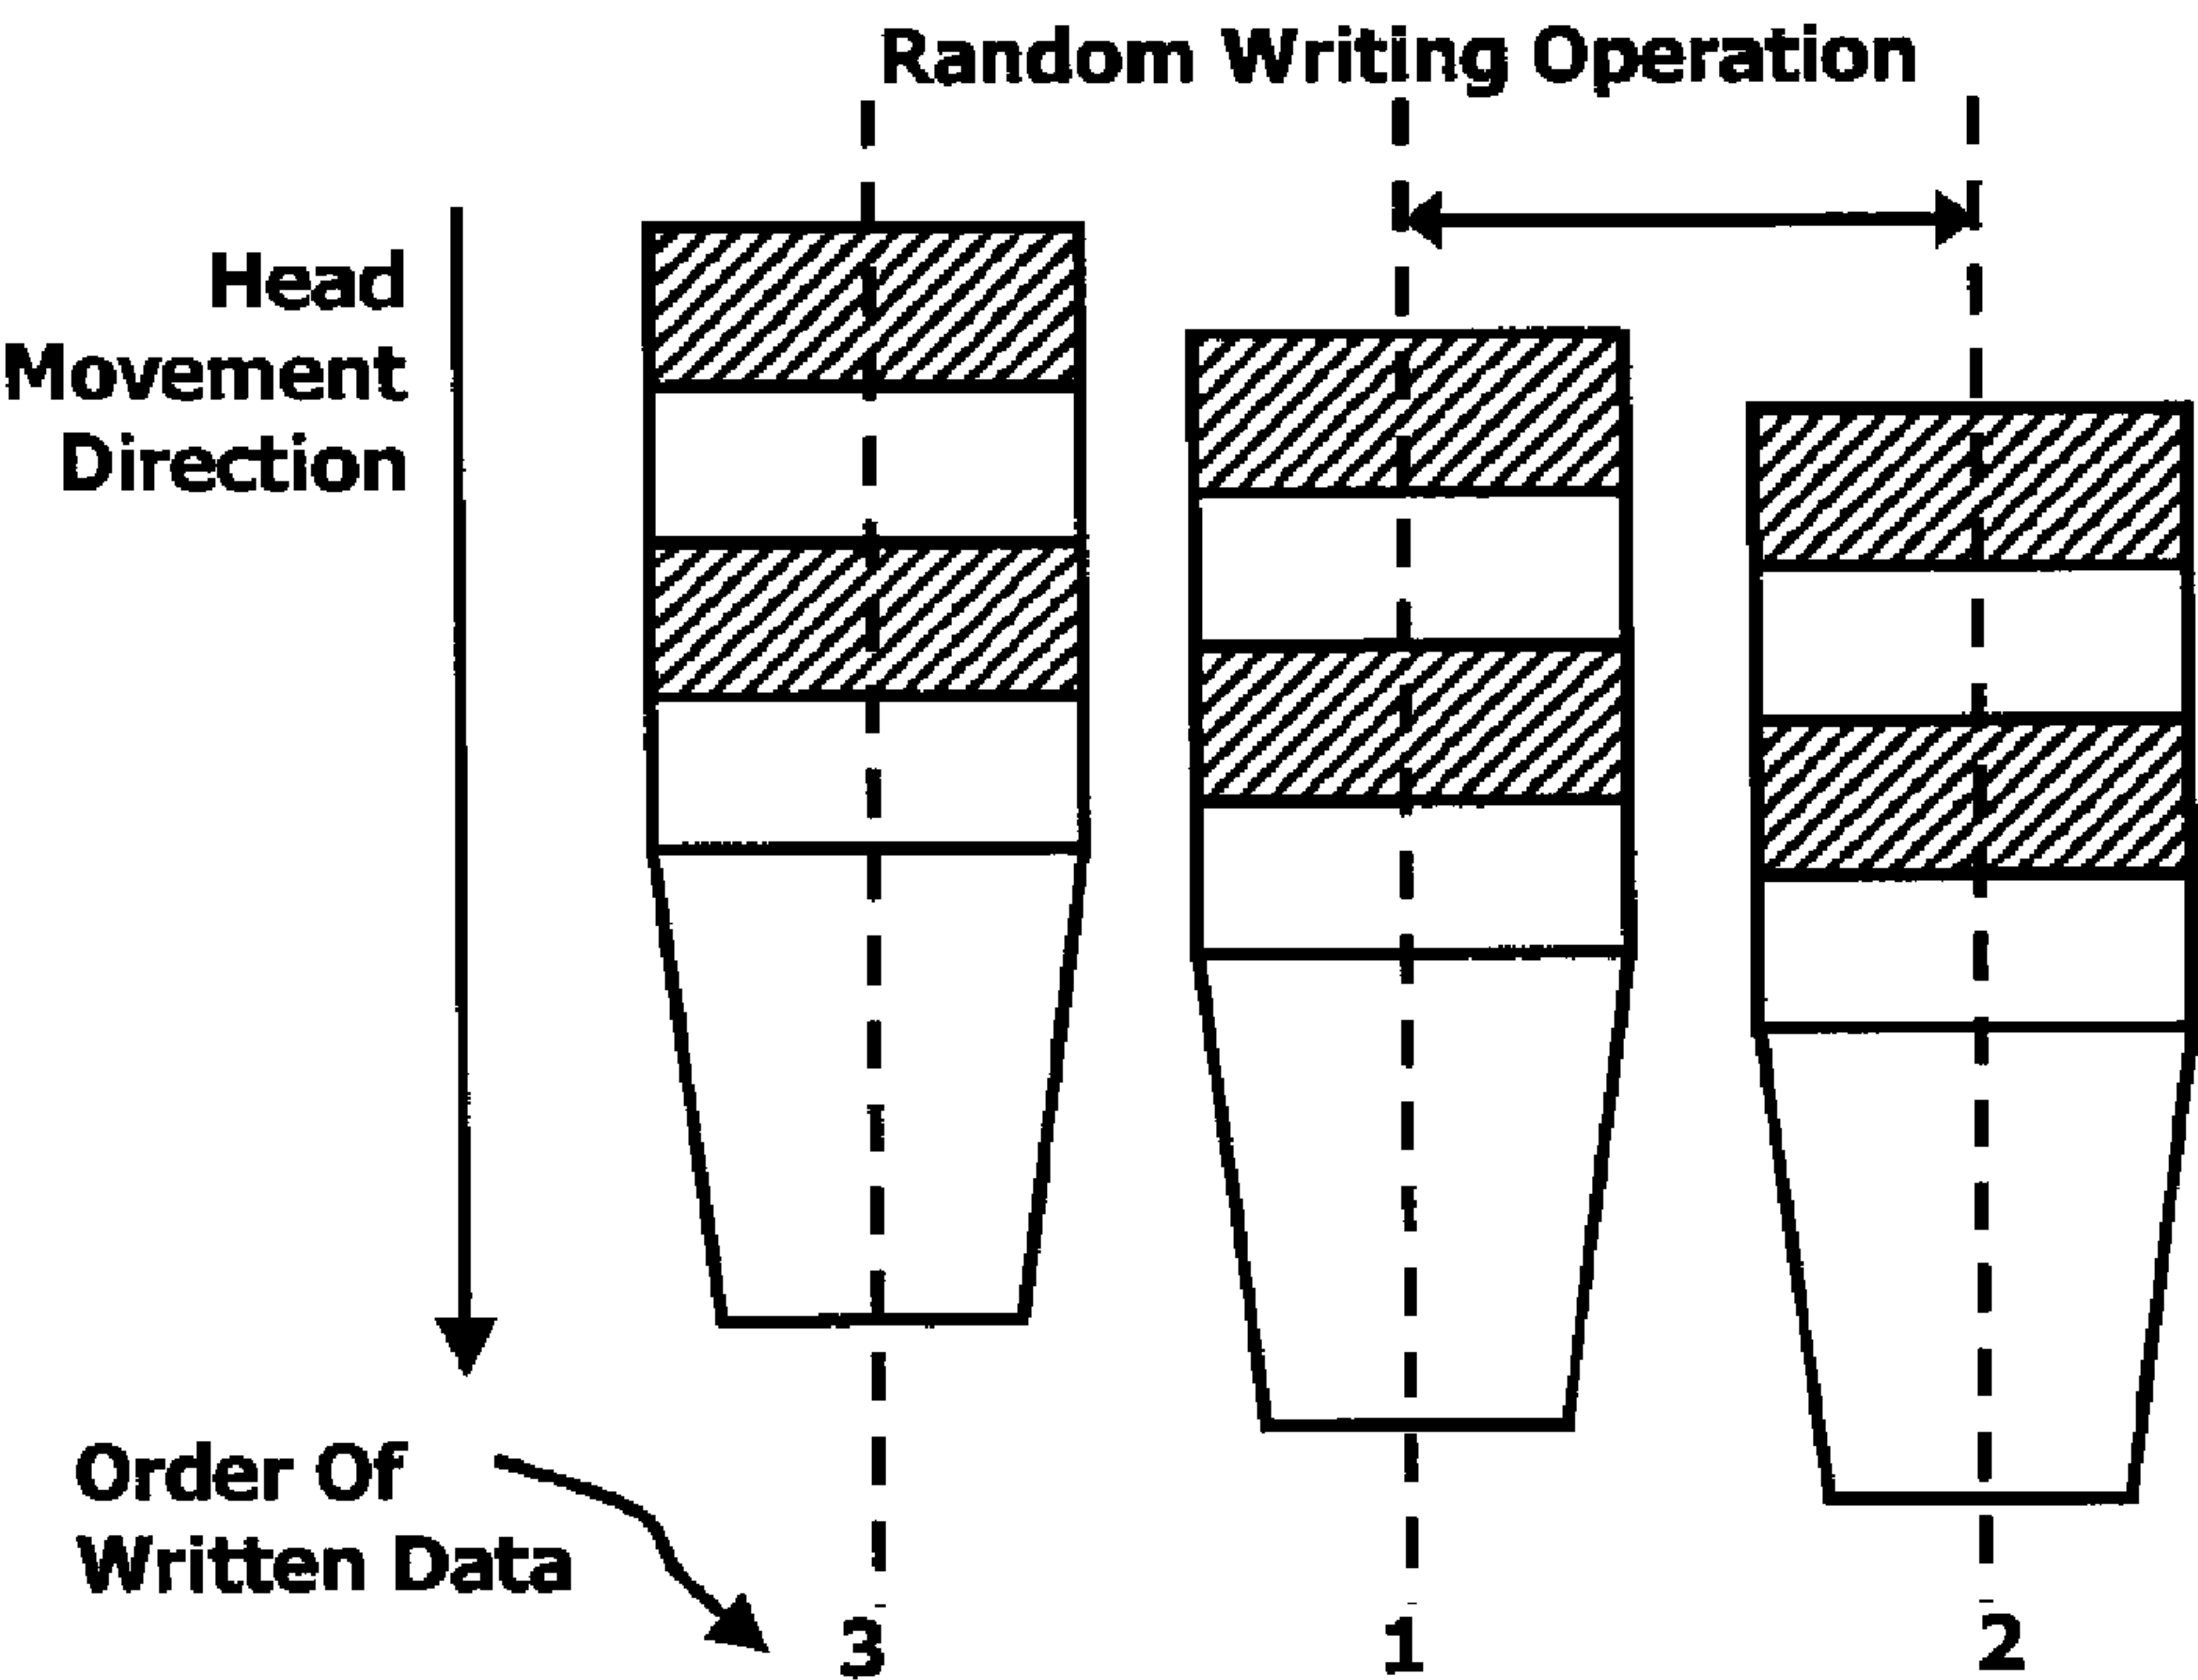 Random Writing Operation
Head
Movement
Direction
Order Of
Written Data
3 1 2